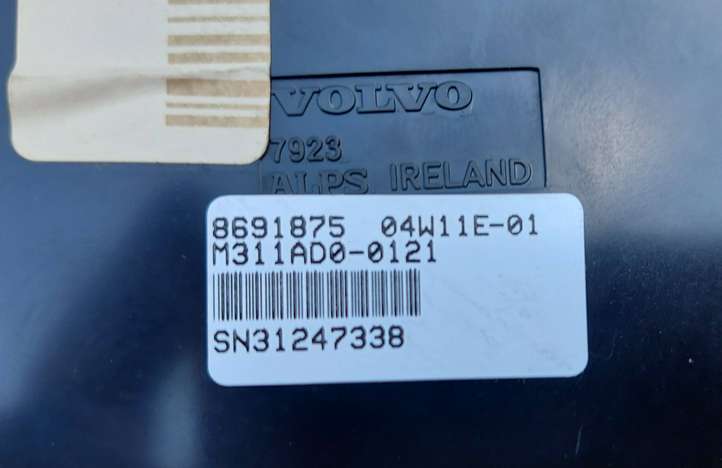 VOLVO
7923
ALPS IRELAND
8691875 04W11E-01
M311AD0-0121
SN31247338